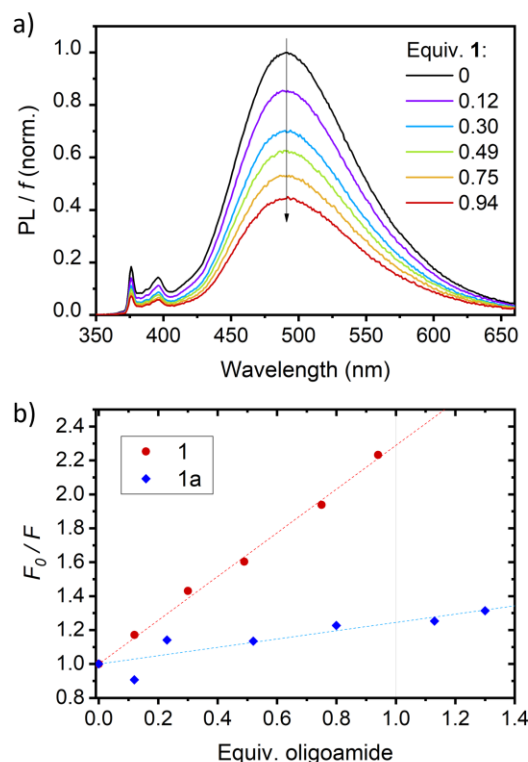 a)
PL / f (norm.)
1.0
0.8
0.6
0.4
0.2
0.0
Equiv. 1:
0
0.12
0.30
0.49
0.75
0.94
350 400 450 500 550 600 650
Wavelength (nm)
b)
F0 / F
2.4
2.2
2.0
1.8
1.6
1.4
1.2
1.0
0.8
1
1a
0.0 0.2 0.4 0.6 0.8 1.0 1.2 1.4
Equiv. oligoamide